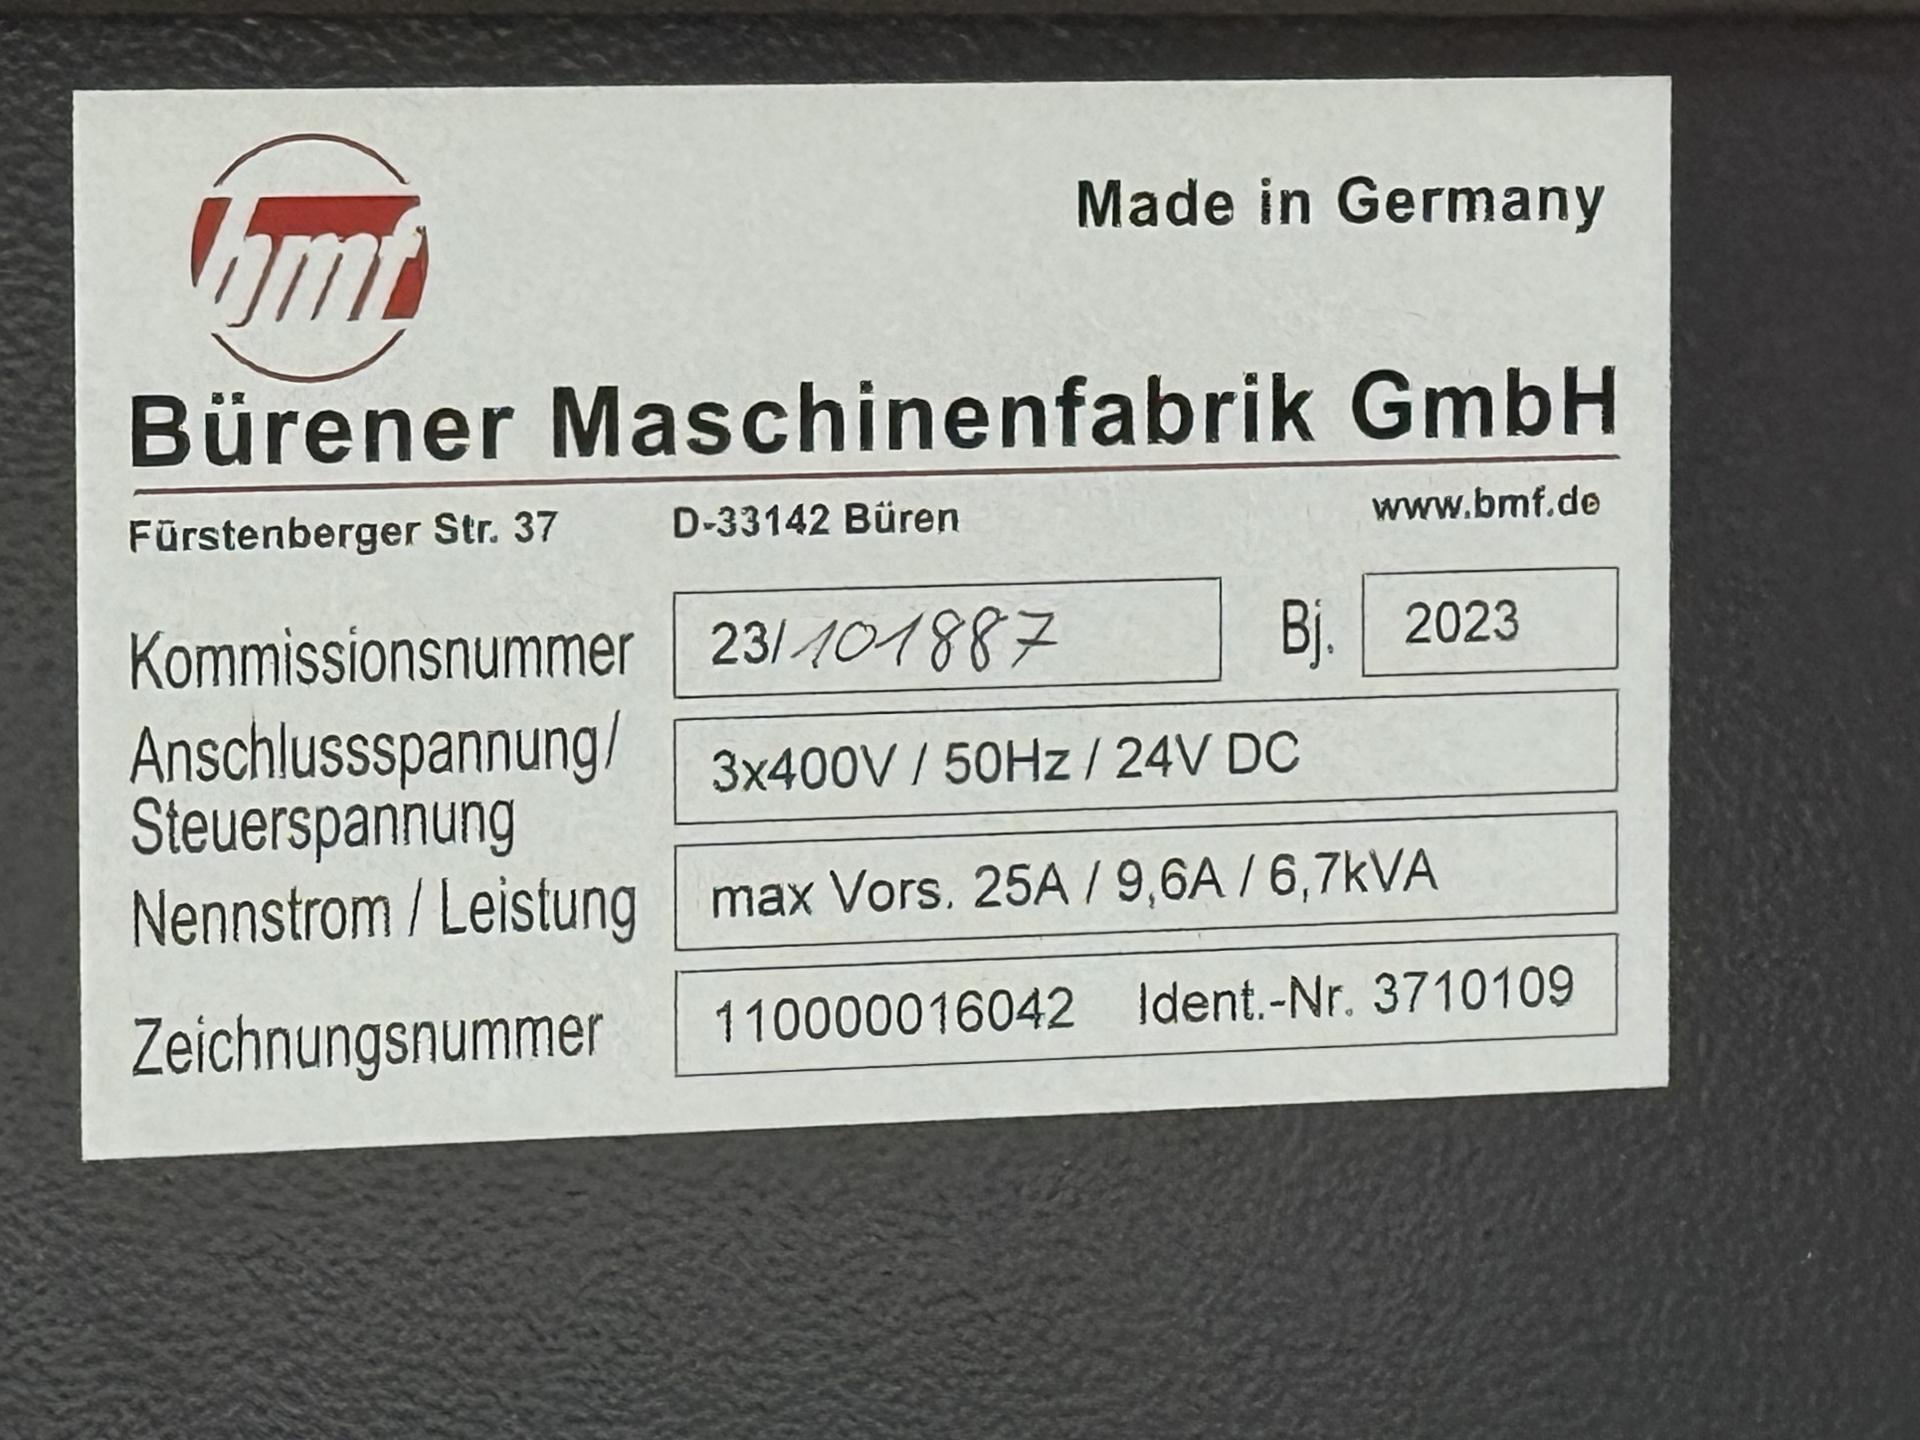 bmf
Made in Germany
Bürener Maschinenfabrik GmbH
Fürstenberger Str. 37 D-33142 Büren www.bmf.de
Kommissionsnummer 23/101887 Bj. 2023
Anschlussspannung/
Steuerspannung 3x400V / 50Hz / 24V DC
Nennstrom / Leistung max Vors. 25A / 9,6A / 6,7kVA
Zeichnungsnummer 110000016042 Ident.-Nr. 3710109